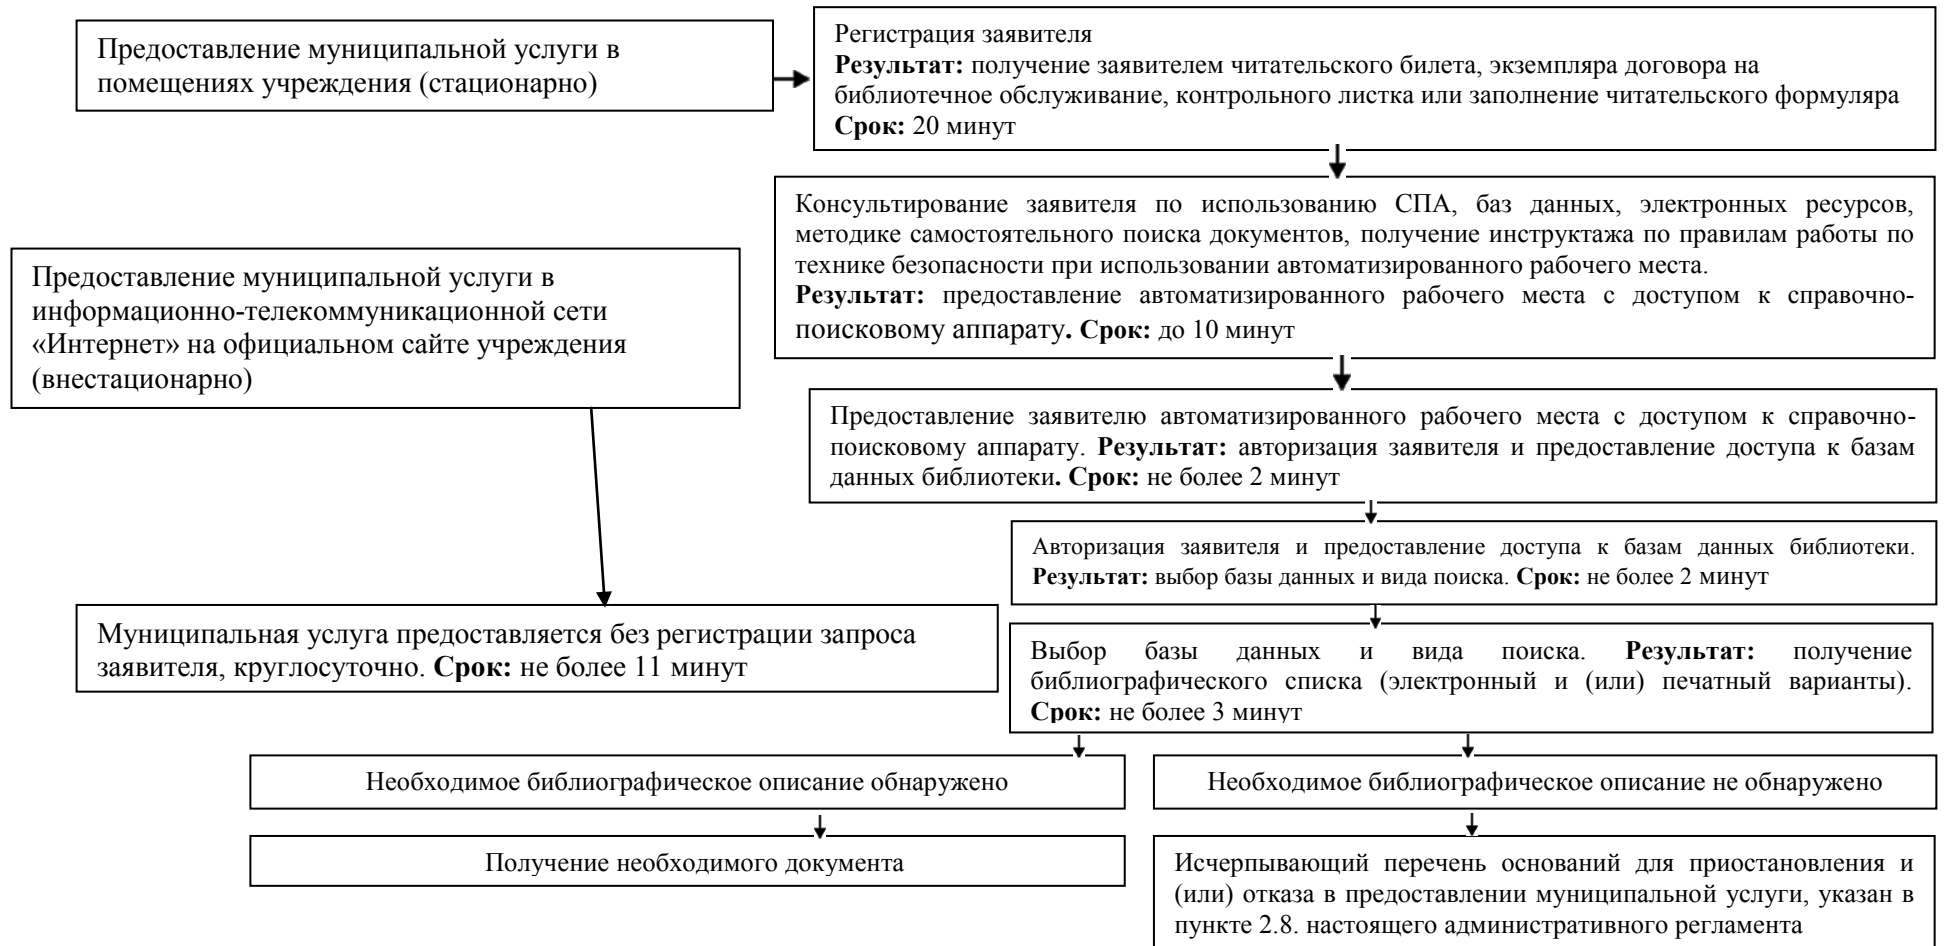 Предоставление муниципальной услуги в
помещениях учреждения (стационарно)
Регистрация заявителя
Результат: получение заявителем читательского билета, экземпляра договора на
библиотечное обслуживание, контрольного листка или заполнение читательского формуляра
Срок: 20 минут
Консультирование заявителя по использованию СПА, баз данных, электронных ресурсов,
методике самостоятельного поиска документов, получение инструктажа по правилам работы по
технике безопасности при использовании автоматизированного рабочего места.
Результат: предоставление автоматизированного рабочего места с доступом к справочно-
поисковому аппарату. Срок: до 10 минут
Предоставление муниципальной услуги в
информационно-телекоммуникационной сети
«Интернет» на официальном сайте учреждения
(внестационарно)
Предоставление заявителю автоматизированного рабочего места с доступом к справочно-
поисковому аппарату. Результат: авторизация заявителя и предоставление доступа к базам
данных библиотеки. Срок: не более 2 минут
Авторизация заявителя и предоставление доступа к базам данных библиотеки.
Результат: выбор базы данных и вида поиска. Срок: не более 2 минут
Муниципальная услуга предоставляется без регистрации запроса
заявителя, круглосуточно. Срок: не более 11 минут
Выбор базы данных и вида поиска. Результат: получение
библиографического списка (электронный и (или) печатный варианты).
Срок: не более 3 минут
Необходимое библиографическое описание обнаружено
Необходимое библиографическое описание не обнаружено
Получение необходимого документа
Исчерпывающий перечень оснований для приостановления и
(или) отказа в предоставлении муниципальной услуги, указан в
пункте 2.8. настоящего административного регламента